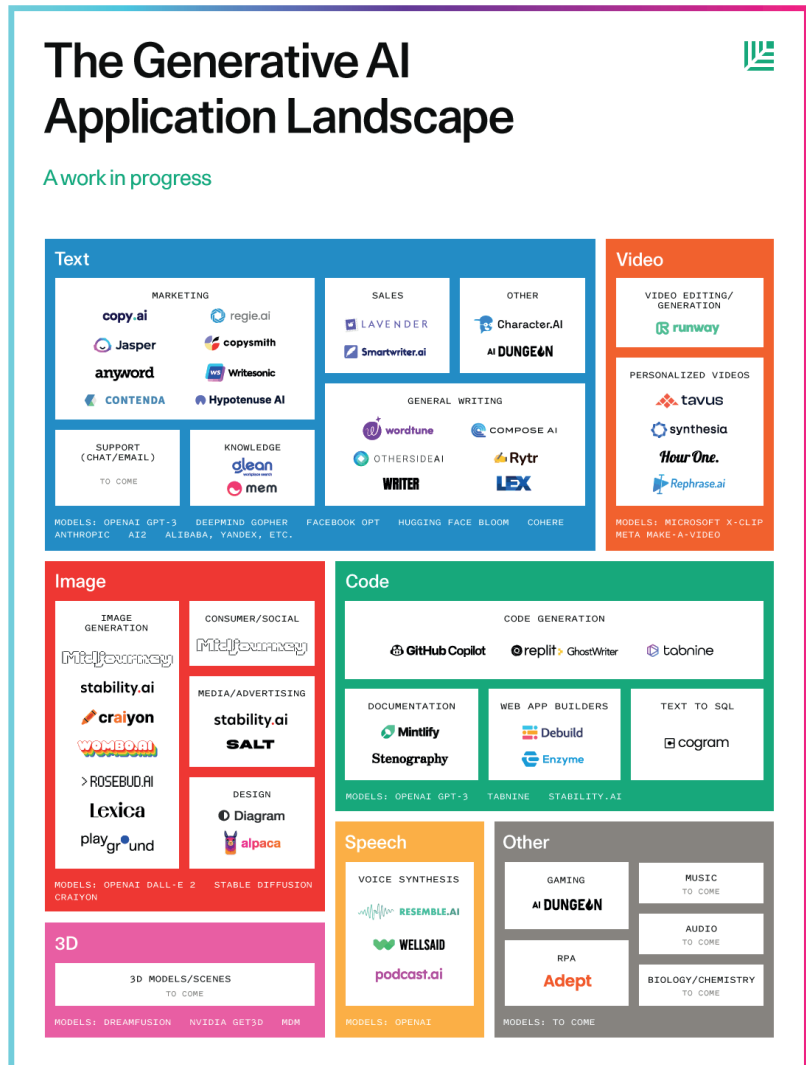 The Generative AI
Application Landscape
A work in progress
Text
MARKETING
copy.ai
regie.ai
Jasper
copysmith
anyword
Writesonic
CONTENDA
Hypotenuse AI
SALES
LAVENDER
Smartwriter.ai
OTHER
Character.AI
AI DUNGEON
SUPPORT
(CHAT/EMAIL)
TO COME
KNOWLEDGE
glean
mem
GENERAL WRITING
wordtune
COMPOSE AI
OTHERSIDEAI
Rytr
WRITER
LEX
MODELS: OPENAI GPT-3 DEEPMIND GOPHER FACEBOOK OPT HUGGING FACE BLOOM COHERE
ANTHROPIC AI2 ALIBABA, YANDEX, ETC.
Video
VIDEO EDITING/
GENERATION
runway
PERSONALIZED VIDEOS
tavus
synthesia
Hour One.
Rephrase.ai
MODELS: MICROSOFT X-CLIP
META MAKE-A-VIDEO
Image
IMAGE
GENERATION
Midjourney
stability.ai
craiyon
WOMBO.AI
ROSEBUD.AI
Lexica
playground
CONSUMER/SOCIAL
Midjourney
MEDIA/ADVERTISING
stability.ai
SALT
DESIGN
Diagram
alpaca
MODELS: OPENAI DALL-E 2 STABLE DIFFUSION
CRAIYON
Code
CODE GENERATION
GitHub Copilot
replit GhostWriter
tabnine
DOCUMENTATION
Mintlify
Stenography
WEB APP BUILDERS
Debuild
Enzyme
TEXT TO SQL
cogram
MODELS: OPENAI GPT-3 TABNINE STABILITY.AI
3D
3D MODELS/SCENES
TO COME
MODELS: DREAMFUSION NVIDIA GET3D MDM
Speech
VOICE SYNTHESIS
RESEMBLE.AI
WELLSAID
podcast.ai
MODELS: OPENAI
Other
GAMING
AI DUNGEON
RPA
Adept
MUSIC
TO COME
AUDIO
TO COME
BIOLOGY/CHEMISTRY
TO COME
MODELS: TO COME